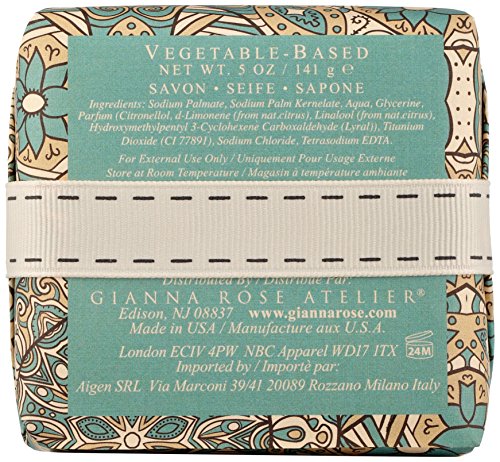 VEGETABLE-BASED
NET WT. 5 OZ / 141 g ℮
SAVON • SEIFE • SAPONE
Ingredients: Sodium Palmate, Sodium Palm Kernelate, Aqua, Glycerine,
Parfum (Citronellol, d-Limonene (from nat.citrus), Linalool (from nat.citrus),
Hydroxymethylpentyl 3-Cyclohexene Carboxaldehyde (Lyral)), Titanium
Dioxide (CI 77891), Sodium Chloride, Tetrasodium EDTA.
For External Use Only / Uniquement Pour Usage Externe
Store at Room Temperature / Magasin à température ambiante
Distributed By / Distribué Par:
GIANNA ROSE ATELIER®
Edison, NJ 08837 www.giannarose.com
Made in USA / Manufacture aux U.S.A.
London ECIV 4PW NBC Apparel WD17 1TX 24M
Imported by / Importé par:
Aigen SRL Via Marconi 39/41 20089 Rozzano Milano Italy